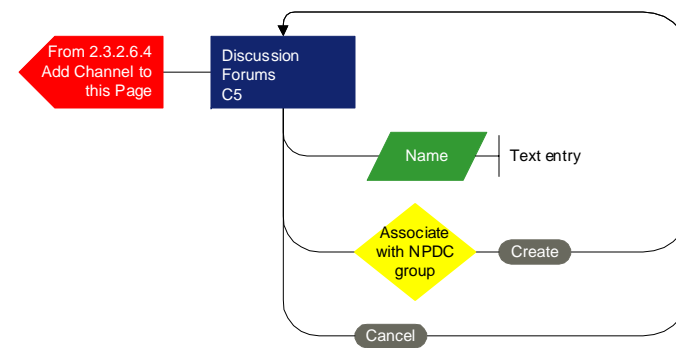 From 2.3.2.6.4
Add Channel to
this Page
Discussion
Forums
C5
Name
Text entry
Associate
with NPDC
group
Create
Cancel